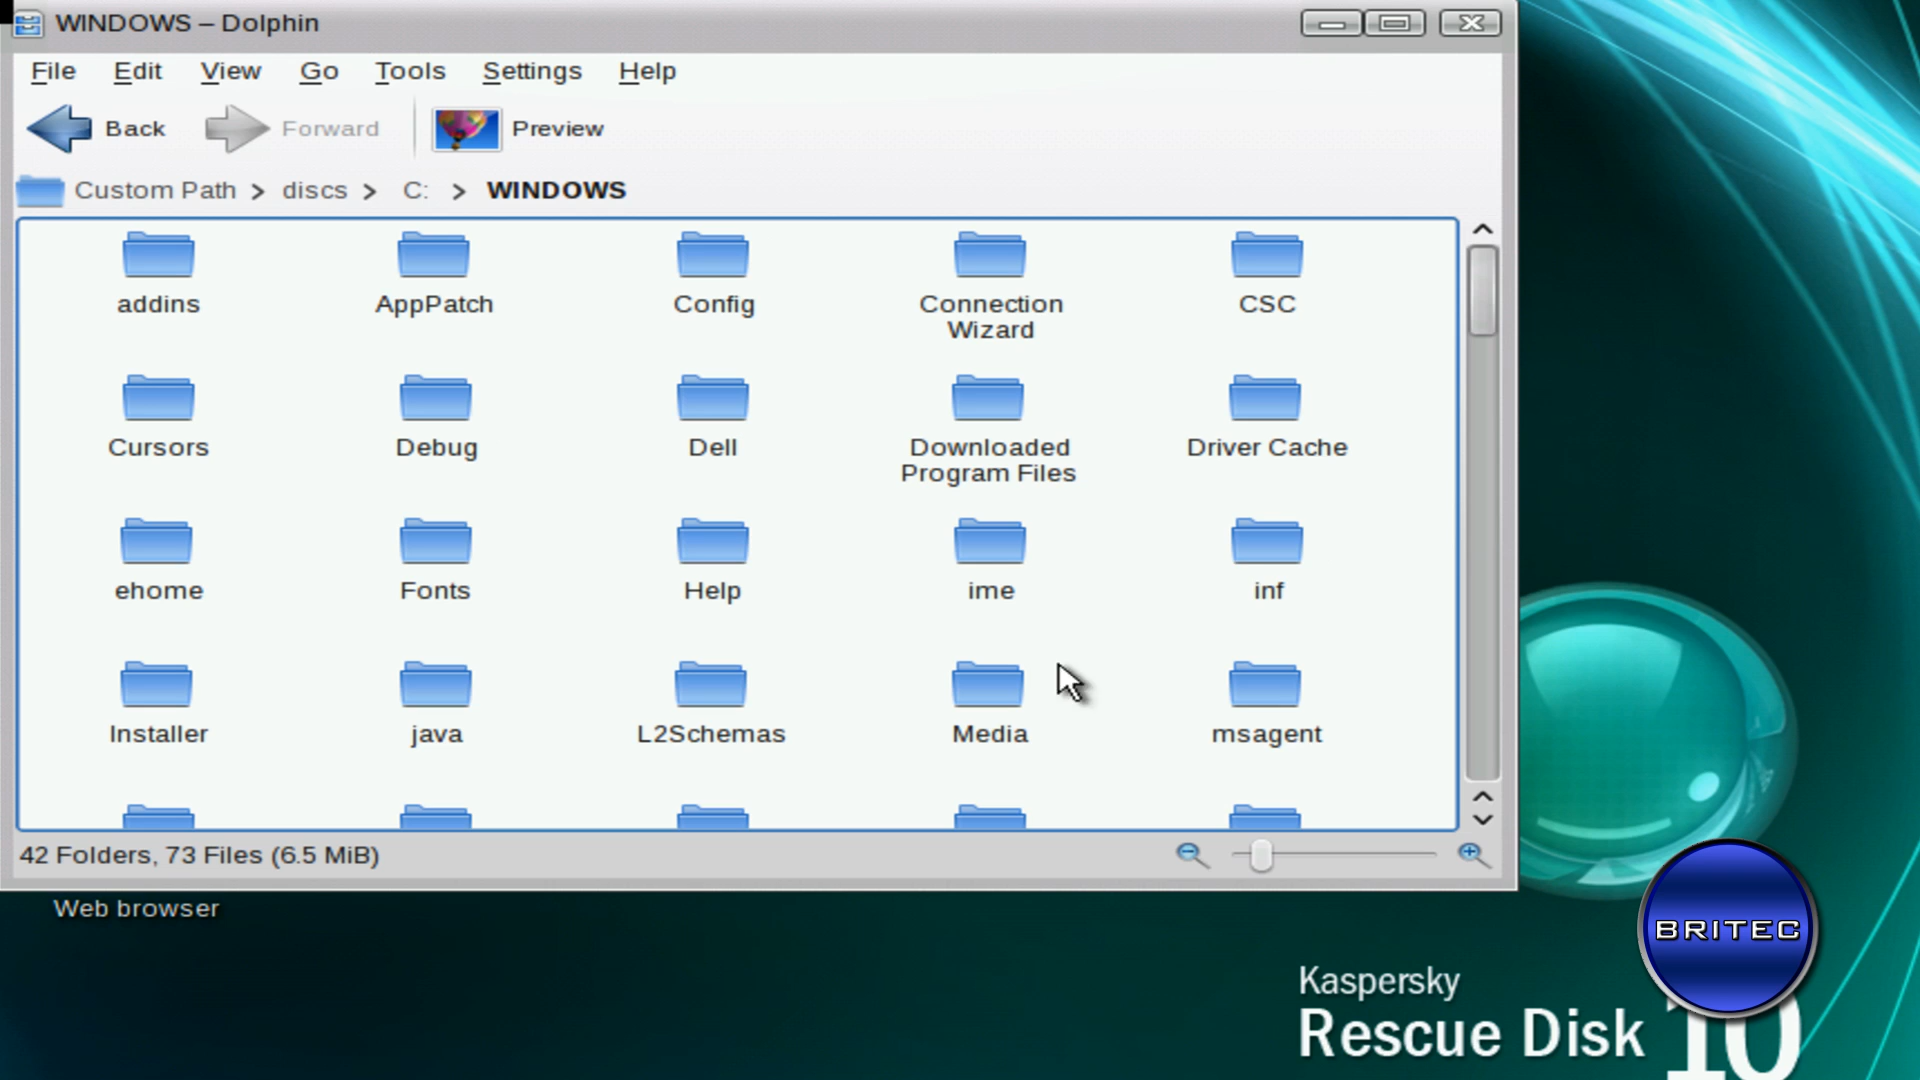 WINDOWS – Dolphin
File Edit View Go Tools Settings Help
Back Forward Preview
Custom Path > discs > C: > WINDOWS
addins AppPatch Config Connection Wizard CSC
Cursors Debug Dell Downloaded Program Files Driver Cache
ehome Fonts Help ime inf
Installer java L2Schemas Media msagent
42 Folders, 73 Files (6.5 MiB)
Web browser
BRITEC
Kaspersky
Rescue Disk 10